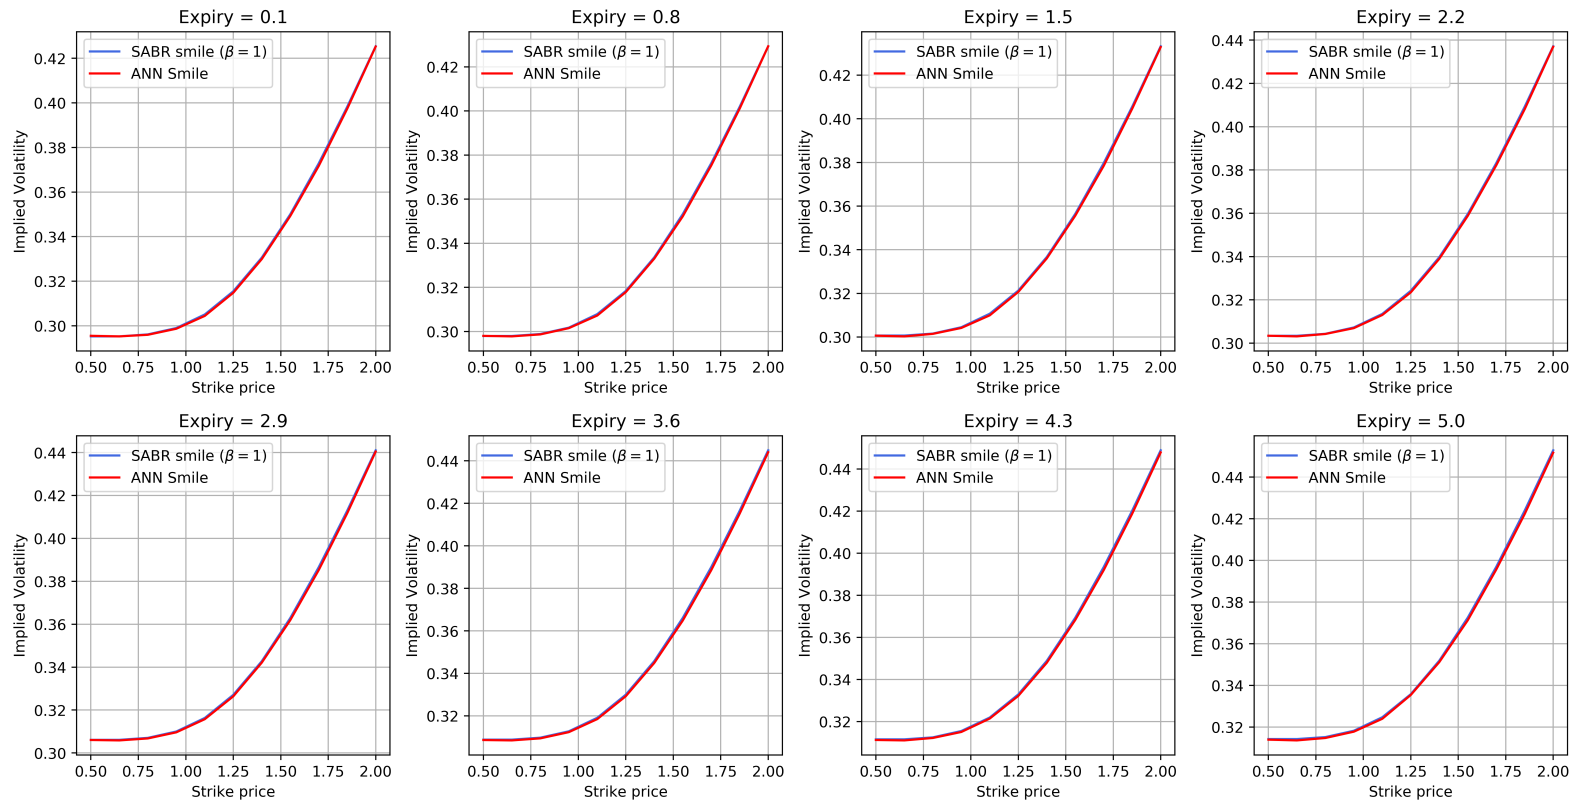 Expiry = 0.1
SABR smile (β = 1)
ANN Smile
Implied Volatility
0.42
0.40
0.38
0.36
0.34
0.32
0.30
0.50 0.75 1.00 1.25 1.50 1.75 2.00
Strike price
Expiry = 0.8
SABR smile (β = 1)
ANN Smile
Implied Volatility
0.42
0.40
0.38
0.36
0.34
0.32
0.30
0.50 0.75 1.00 1.25 1.50 1.75 2.00
Strike price
Expiry = 1.5
SABR smile (β = 1)
ANN Smile
Implied Volatility
0.42
0.40
0.38
0.36
0.34
0.32
0.30
0.50 0.75 1.00 1.25 1.50 1.75 2.00
Strike price
Expiry = 2.2
SABR smile (β = 1)
ANN Smile
Implied Volatility
0.44
0.42
0.40
0.38
0.36
0.34
0.32
0.30
0.50 0.75 1.00 1.25 1.50 1.75 2.00
Strike price
Expiry = 2.9
SABR smile (β = 1)
ANN Smile
Implied Volatility
0.44
0.42
0.40
0.38
0.36
0.34
0.32
0.30
0.50 0.75 1.00 1.25 1.50 1.75 2.00
Strike price
Expiry = 3.6
SABR smile (β = 1)
ANN Smile
Implied Volatility
0.44
0.42
0.40
0.38
0.36
0.34
0.32
0.50 0.75 1.00 1.25 1.50 1.75 2.00
Strike price
Expiry = 4.3
SABR smile (β = 1)
ANN Smile
Implied Volatility
0.44
0.42
0.40
0.38
0.36
0.34
0.32
0.50 0.75 1.00 1.25 1.50 1.75 2.00
Strike price
Expiry = 5.0
SABR smile (β = 1)
ANN Smile
Implied Volatility
0.44
0.42
0.40
0.38
0.36
0.34
0.32
0.50 0.75 1.00 1.25 1.50 1.75 2.00
Strike price